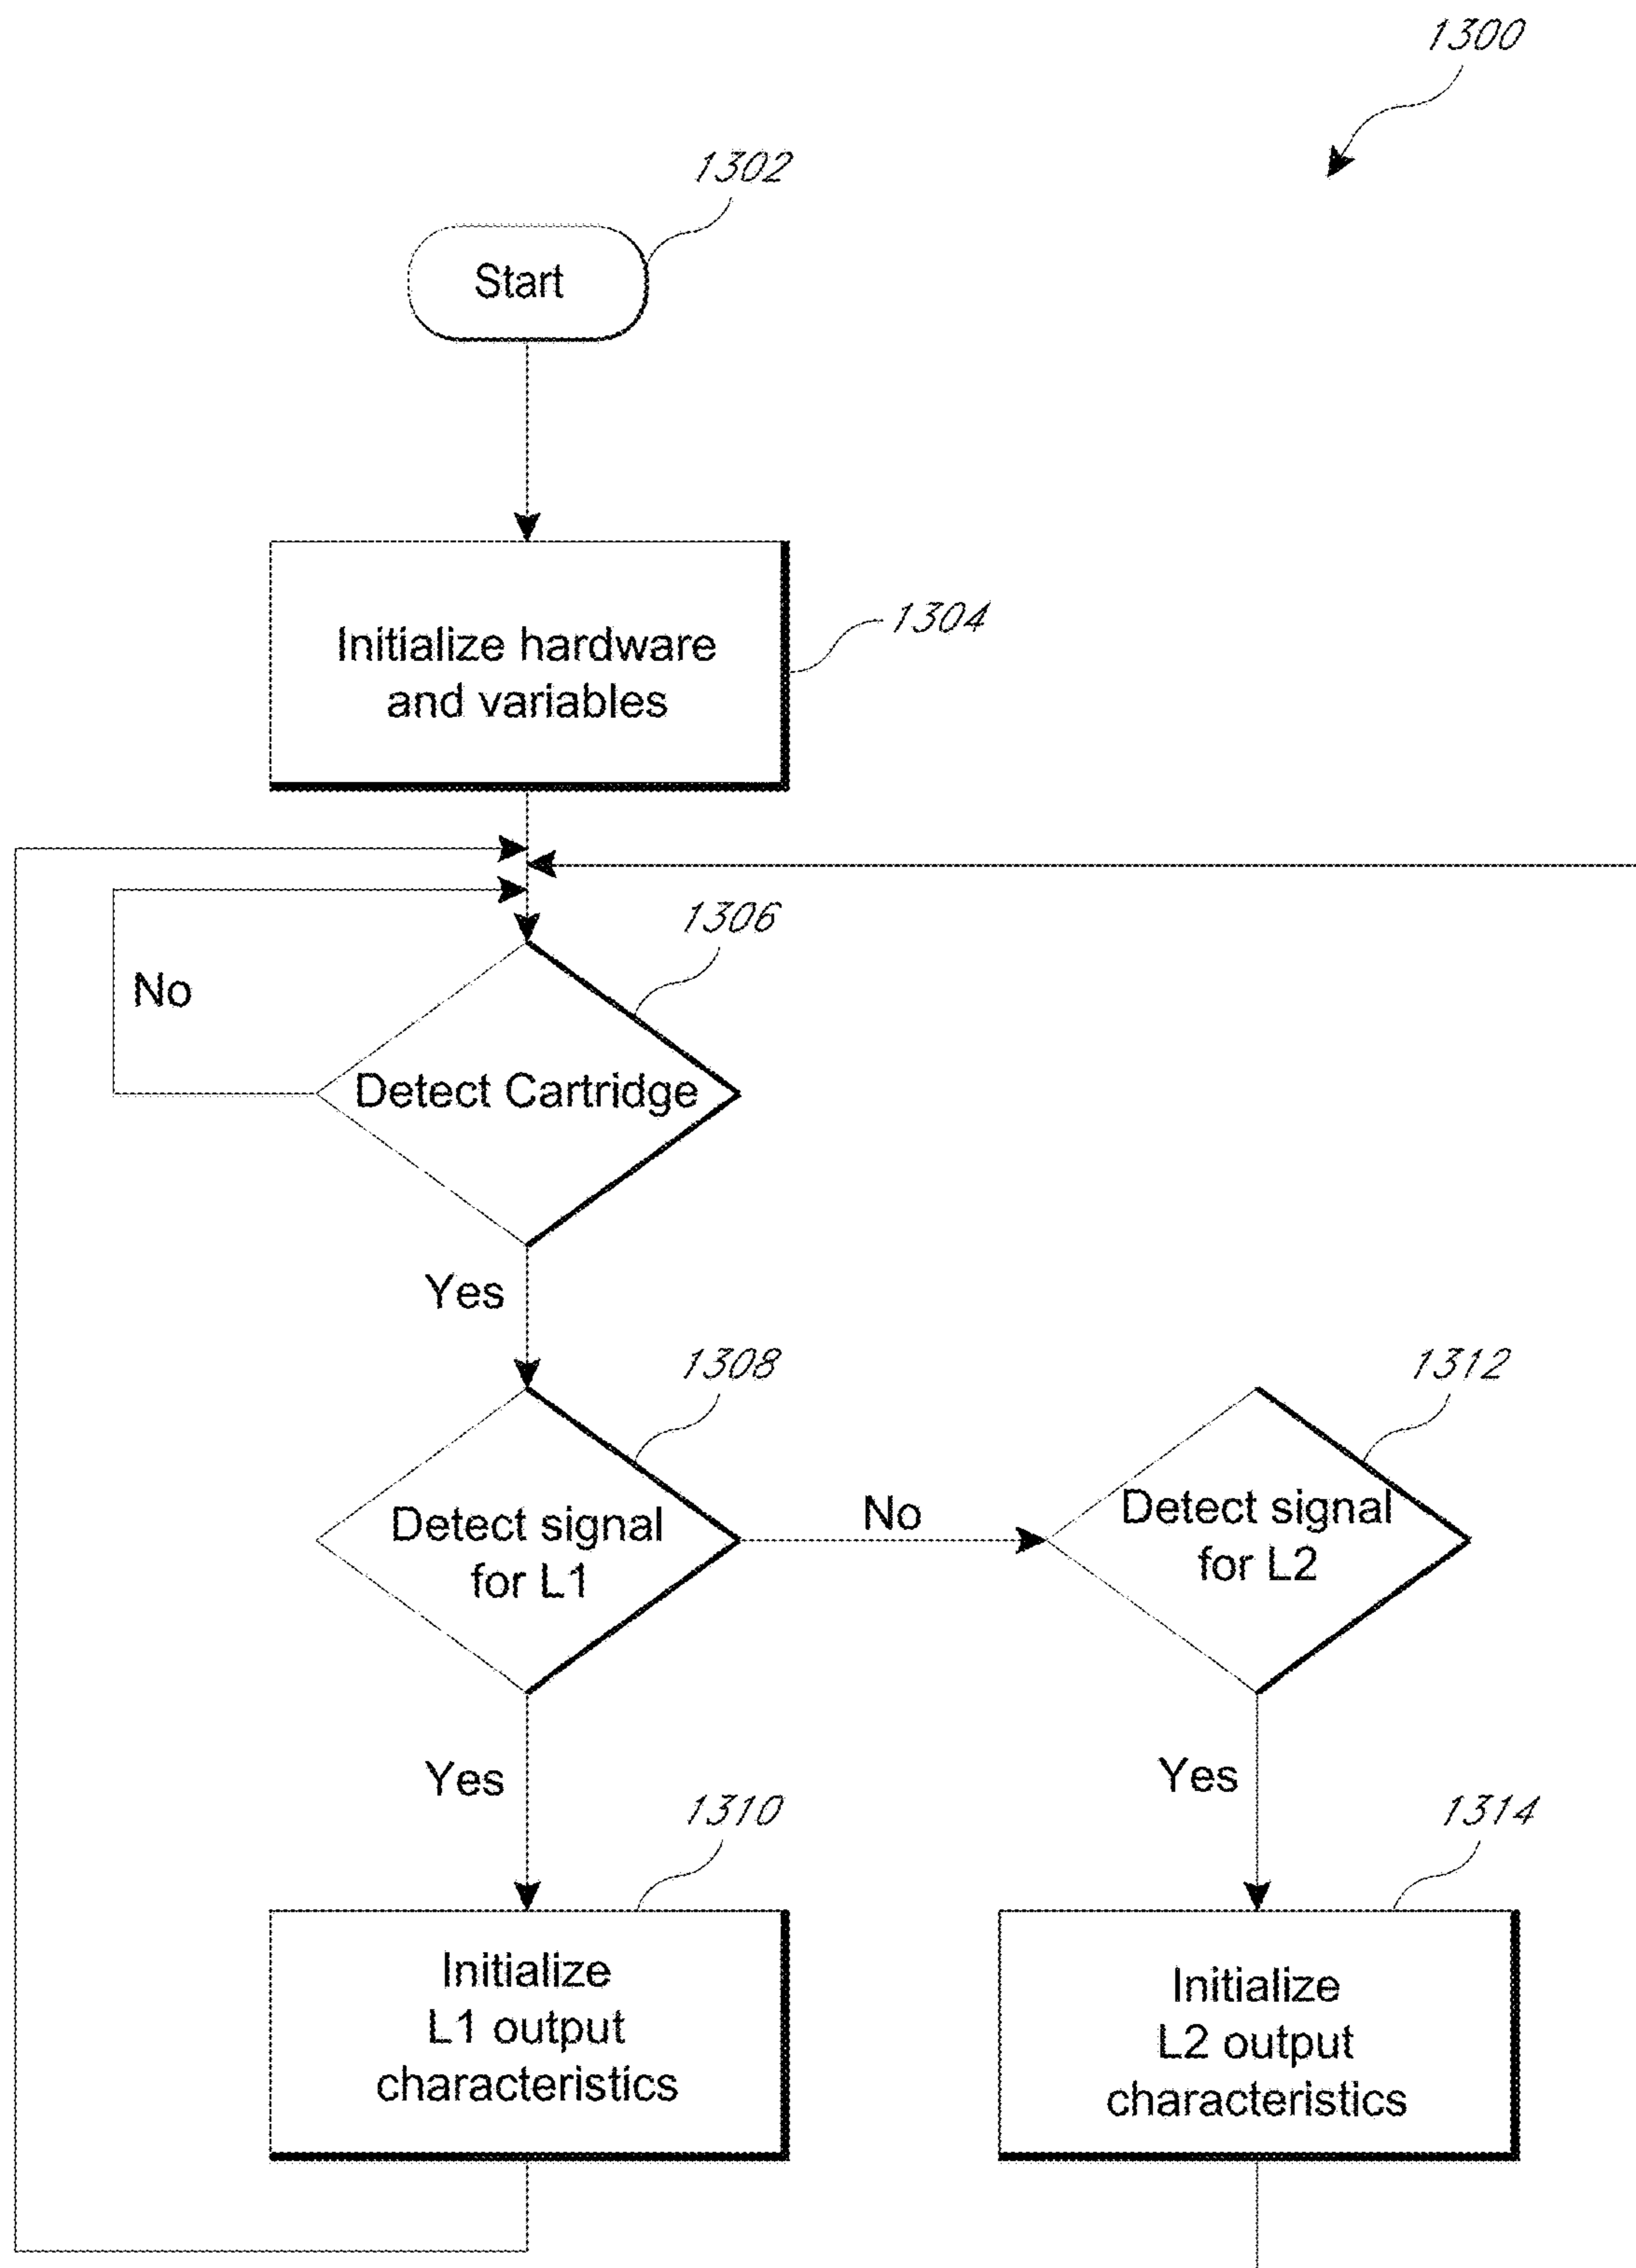 1300
1302
Start
1304
Initialize hardware
and variables
1306
No
Detect Cartridge
Yes
1308
1312
Detect signal
for L1
No
Detect signal
for L2
Yes
Yes
1310
1314
Initialize
L1 output
characteristics
Initialize
L2 output
characteristics